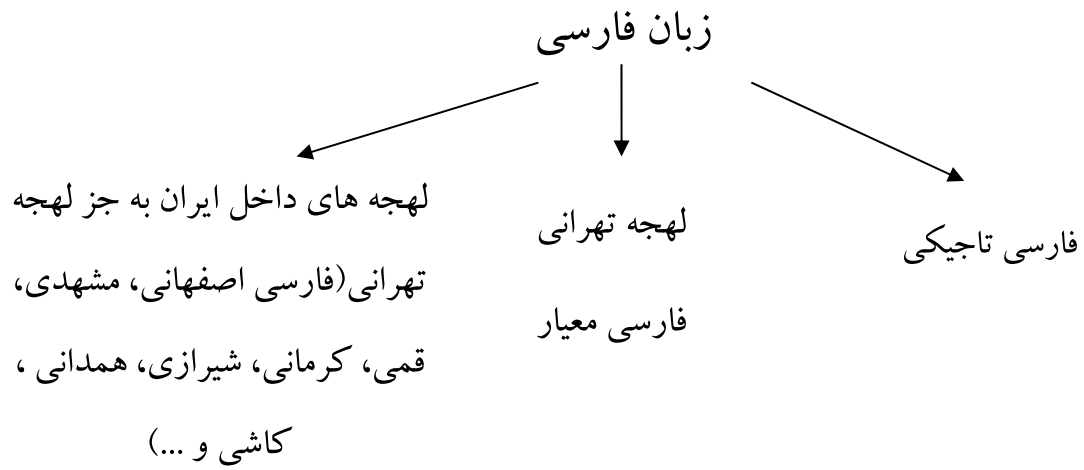 زبان فارسی
فارسی تاجیکی
لهجه تهرانی
فارسی معیار
لهجه های داخل ایران به جز لهجه
تهرانی(فارسی اصفهانی، مشهدی،
قمی، کرمانی، شیرازی، همدانی ،
کاشی و ...)